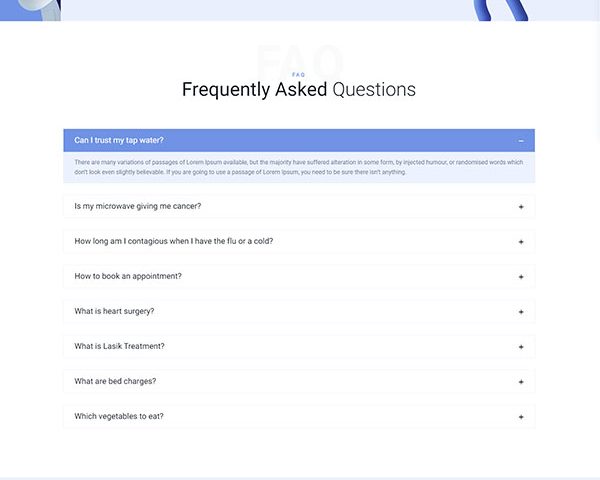 FAQ
FAQ
Frequently Asked Questions
Can I trust my tap water?
There are many variations of passages of Lorem Ipsum available, but the majority have suffered alteration in some form, by injected humour, or randomised words which
don't look even slightly believable. If you are going to use a passage of Lorem Ipsum, you need to be sure there isn't anything.
Is my microwave giving me cancer?
How long am I contagious when I have the flu or a cold?
How to book an appointment?
What is heart surgery?
What is Lasik Treatment?
What are bed charges?
Which vegetables to eat?